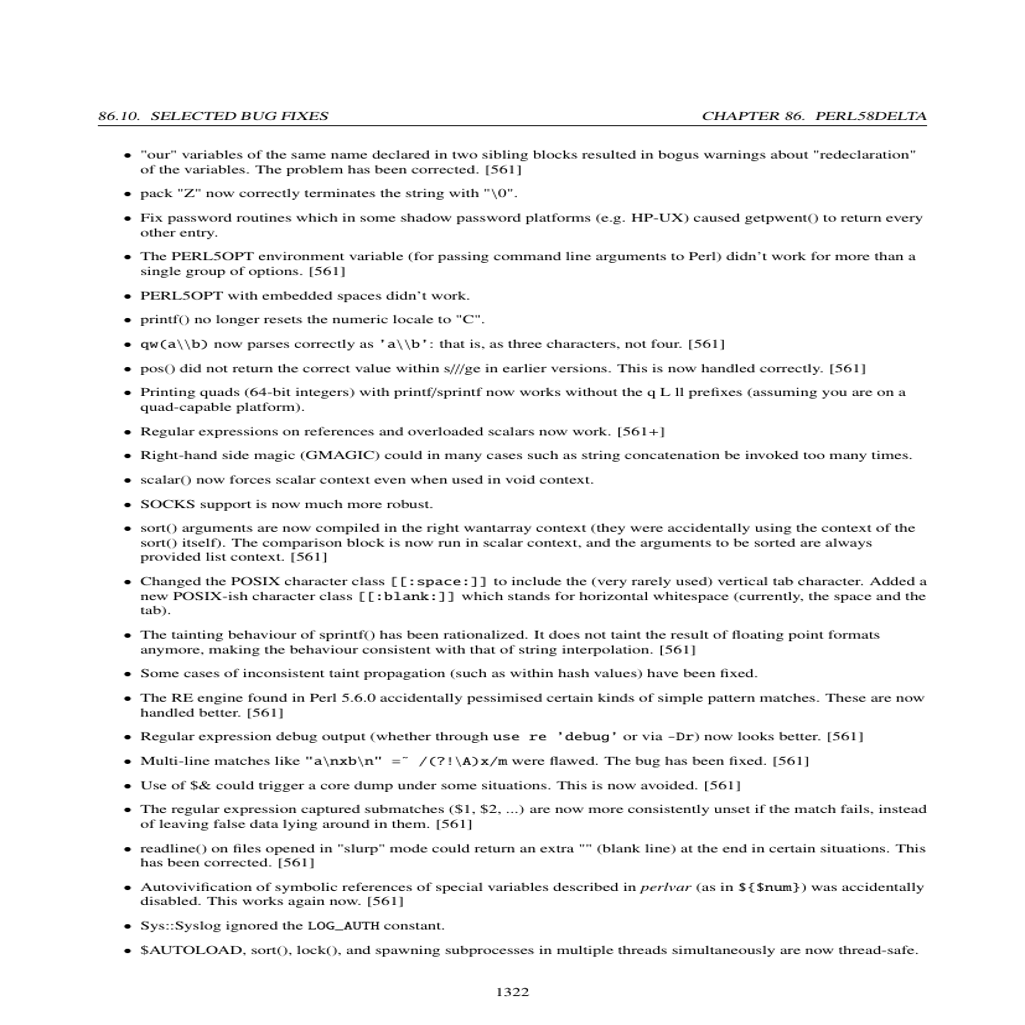 86.10. SELECTED BUG FIXES CHAPTER 86. PERL58DELTA
• "our" variables of the same name declared in two sibling blocks resulted in bogus warnings about "redeclaration"
of the variables. The problem has been corrected. [561]
• pack "Z" now correctly terminates the string with "\0".
• Fix password routines which in some shadow password platforms (e.g. HP-UX) caused getpwent() to return every
other entry.
• The PERL5OPT environment variable (for passing command line arguments to Perl) didn't work for more than a
single group of options. [561]
• PERL5OPT with embedded spaces didn't work.
• printf() no longer resets the numeric locale to "C".
• qw(a\\b) now parses correctly as 'a\\b': that is, as three characters, not four. [561]
• pos() did not return the correct value within s///ge in earlier versions. This is now handled correctly. [561]
• Printing quads (64-bit integers) with printf/sprintf now works without the q L ll prefixes (assuming you are on a
quad-capable platform).
• Regular expressions on references and overloaded scalars now work. [561+]
• Right-hand side magic (GMAGIC) could in many cases such as string concatenation be invoked too many times.
• scalar() now forces scalar context even when used in void context.
• SOCKS support is now much more robust.
• sort() arguments are now compiled in the right wantarray context (they were accidentally using the context of the
sort() itself). The comparison block is now run in scalar context, and the arguments to be sorted are always
provided list context. [561]
• Changed the POSIX character class [[:space:]] to include the (very rarely used) vertical tab character. Added a
new POSIX-ish character class [[:blank:]] which stands for horizontal whitespace (currently, the space and the
tab).
• The tainting behaviour of sprintf() has been rationalized. It does not taint the result of floating point formats
anymore, making the behaviour consistent with that of string interpolation. [561]
• Some cases of inconsistent taint propagation (such as within hash values) have been fixed.
• The RE engine found in Perl 5.6.0 accidentally pessimised certain kinds of simple pattern matches. These are now
handled better. [561]
• Regular expression debug output (whether through use re 'debug' or via -Dr) now looks better. [561]
• Multi-line matches like "a\nxb\n" =~ /(?!\A)x/m were flawed. The bug has been fixed. [561]
• Use of $& could trigger a core dump under some situations. This is now avoided. [561]
• The regular expression captured submatches ($1, $2, ...) are now more consistently unset if the match fails, instead
of leaving false data lying around in them. [561]
• readline() on files opened in "slurp" mode could return an extra "" (blank line) at the end in certain situations. This
has been corrected. [561]
• Autovivification of symbolic references of special variables described in perlvar (as in ${$num}) was accidentally
disabled. This works again now. [561]
• Sys::Syslog ignored the LOG_AUTH constant.
• $AUTOLOAD, sort(), lock(), and spawning subprocesses in multiple threads simultaneously are now thread-safe.
1322